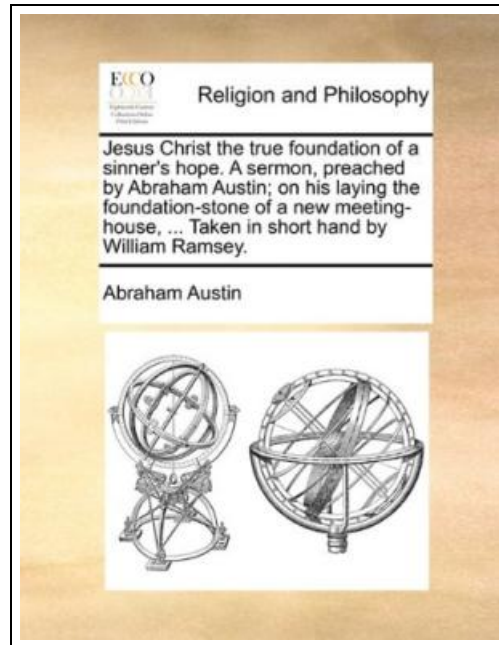 ECCO
Religion and Philosophy
Jesus Christ the true foundation of a
sinner's hope. A sermon, preached
by Abraham Austin; on his laying the
foundation-stone of a new meeting-
house, ... Taken in short hand by
William Ramsey.
Abraham Austin